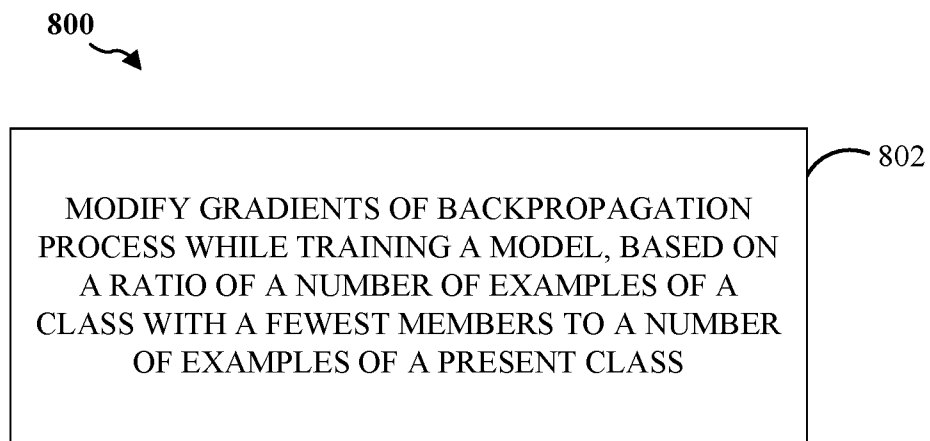 800
802
MODIFY GRADIENTS OF BACKPROPAGATION
PROCESS WHILE TRAINING A MODEL, BASED ON
A RATIO OF A NUMBER OF EXAMPLES OF A
CLASS WITH A FEWEST MEMBERS TO A NUMBER
OF EXAMPLES OF A PRESENT CLASS